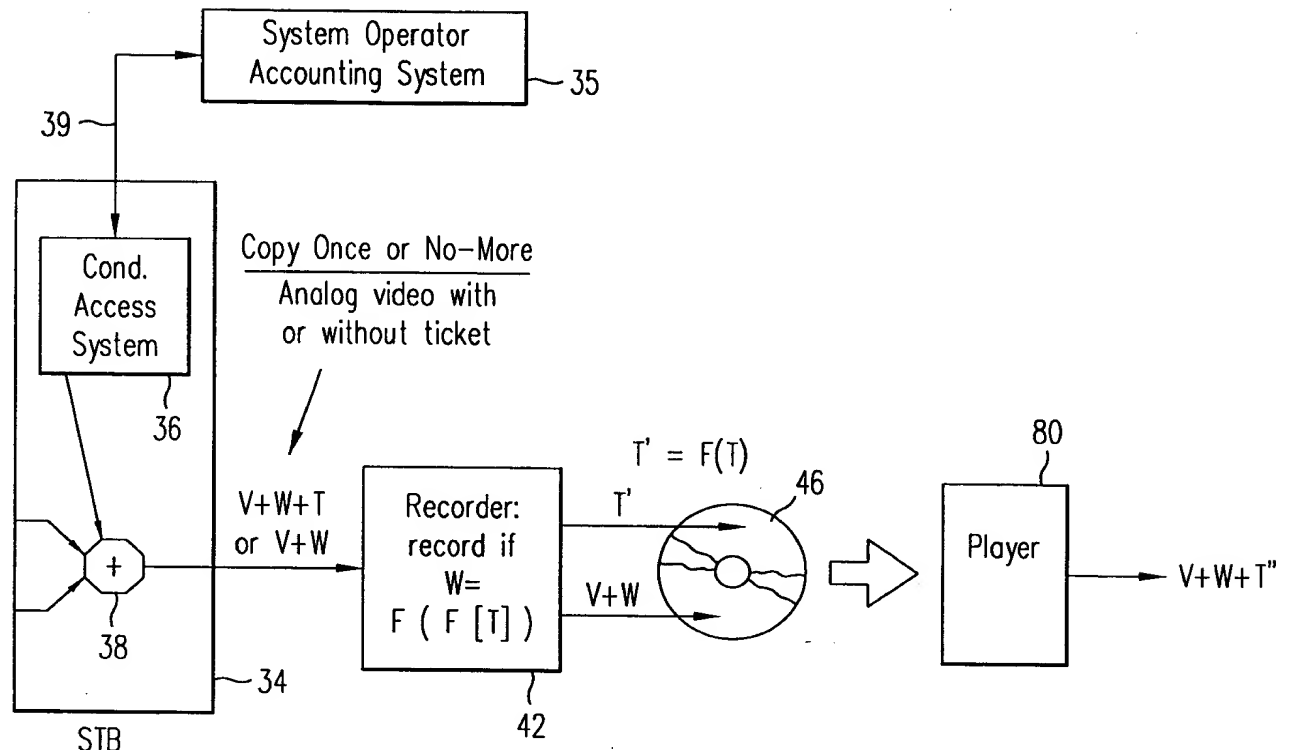 System Operator
Accounting System
35
39
Cond.
Access
System
36
Copy Once or No-More
Analog video with
or without ticket
V+W+T
or V+W
+
38
34
STB
Recorder:
record if
W=
F ( F [T] )
42
T' = F(T)
T'
V+W
46
80
Player
V+W+T"